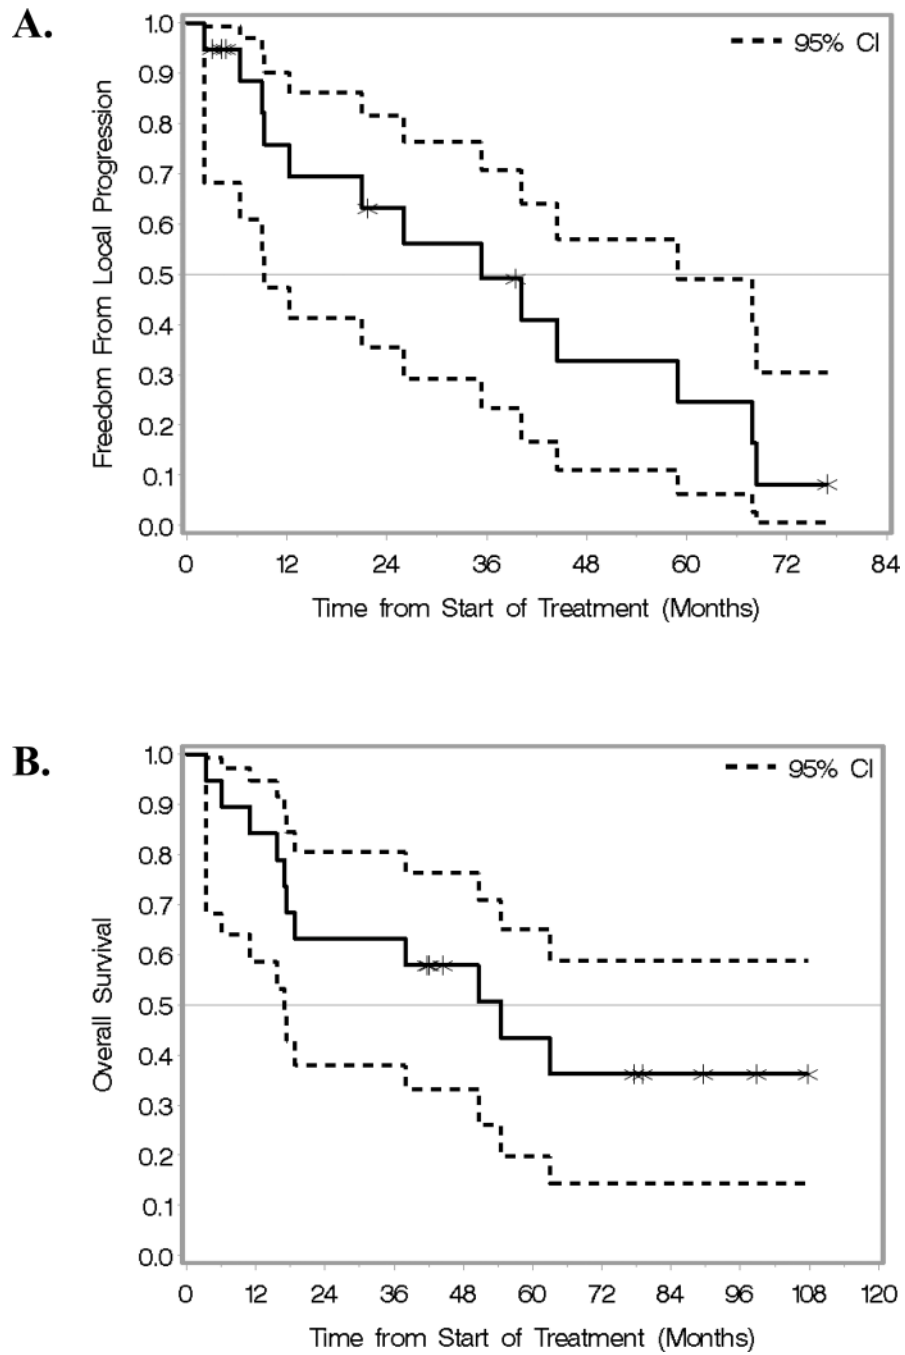 A.
95% CI
Freedom From Local Progression
1.0
0.9
0.8
0.7
0.6
0.5
0.4
0.3
0.2
0.1
0.0
0 12 24 36 48 60 72 84
Time from Start of Treatment (Months)
B.
95% CI
Overall Survival
1.0
0.9
0.8
0.7
0.6
0.5
0.4
0.3
0.2
0.1
0.0
0 12 24 36 48 60 72 84 96 108 120
Time from Start of Treatment (Months)